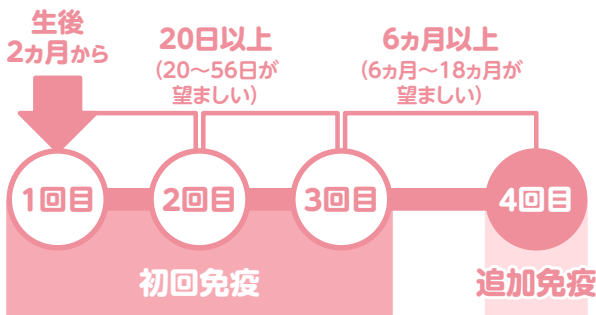 生後
2ヵ月から
20日以上
(20〜56日が
望ましい)
6ヵ月以上
(6ヵ月〜18ヵ月が
望ましい)
1回目
2回目
3回目
4回目
初回免疫
追加免疫